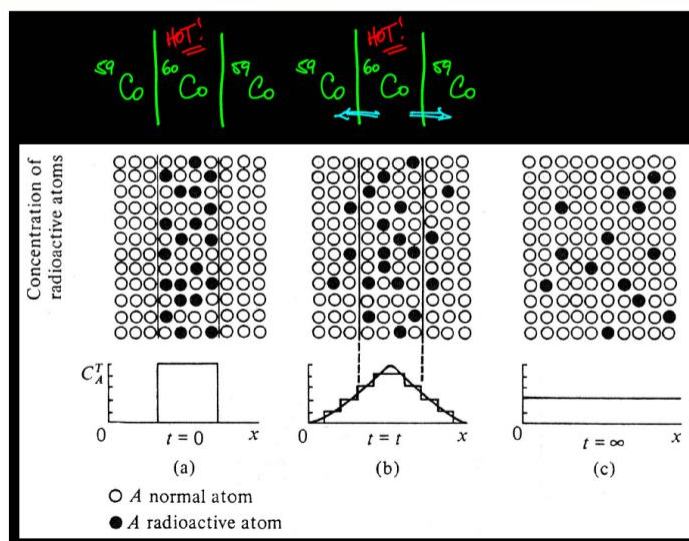 HOT! HOT!
59Co | 60Co | 59Co 59Co | 60Co | 59Co
Concentration of
radioactive atoms
C_A^T
0 t = 0 x 0 t = t x 0 t = ∞ x
(a) (b) (c)
○ A normal atom
● A radioactive atom